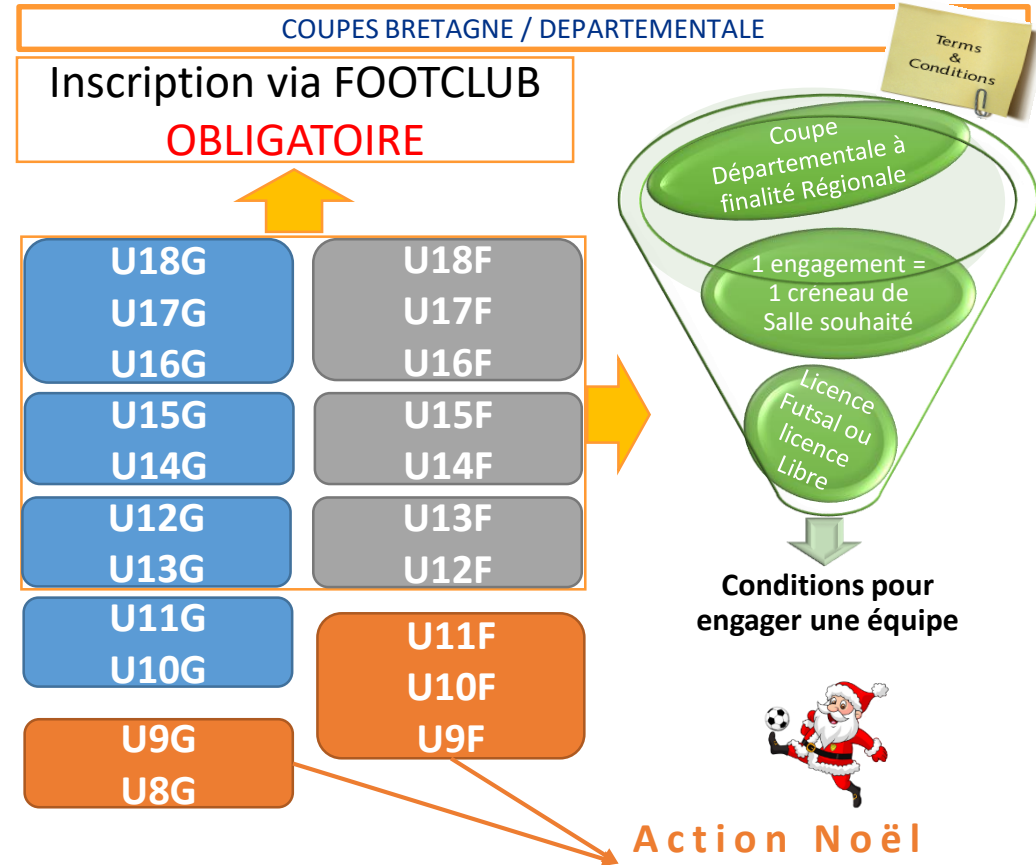 COUPES BRETAGNE / DEPARTEMENTALE
Terms
&
Conditions
Inscription via FOOTCLUB
OBLIGATOIRE
U18G
U17G
U16G
U15G
U14G
U12G
U13G
U11G
U10G
U9G
U8G
U18F
U17F
U16F
U15F
U14F
U13F
U12F
U11F
U10F
U9F
Coupe
Départementale à
finalité Régionale
1 engagement =
1 créneau de
Salle souhaité
Licence
Futsal ou
licence
Libre
Conditions pour
engager une équipe
Action Noël